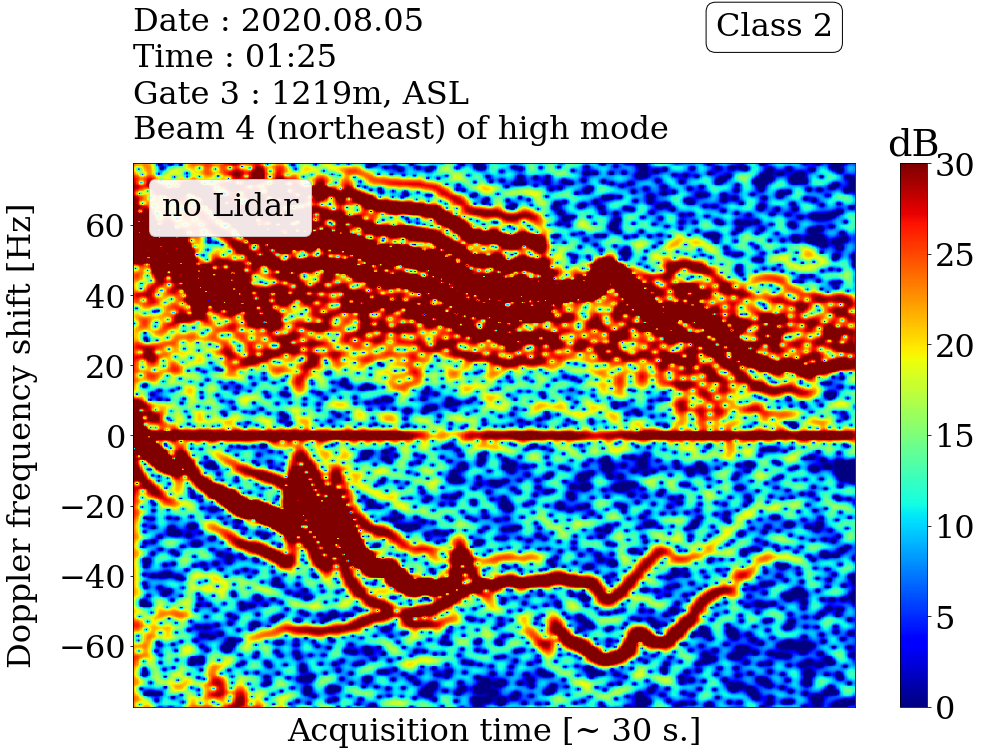 Date : 2020.08.05
Time : 01:25
Gate 3 : 1219m, ASL
Beam 4 (northeast) of high mode
Class 2
dB
no Lidar
Doppler frequency shift [Hz]
60
40
20
0
−20
−40
−60
30
25
20
15
10
5
0
Acquisition time [~ 30 s.]